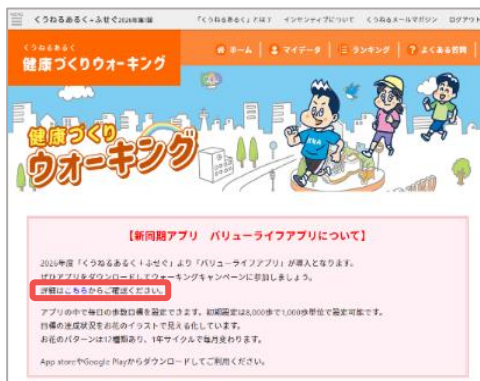 くうねるあるく+ふせぐ2026年度1回
「くうねるあるく」とは？ インセンティブについて くうねるメールマガジン ログアウト
くうねるあるく
健康づくりウォーキング
ホーム マイデータ ランキング よくある質問
健康づくり
ウォーキング
【新同期アプリ　バリューライフアプリについて】
2026年度「くうねるあるく+ふせぐ」より「バリューライフアプリ」が導入となります。
ぜひアプリをダウンロードしてウォーキングキャンペーンに参加しましょう。
詳細はこちらからご確認ください。
アプリの中で毎日の歩数目標を設定できます。初期設定は8,000歩で1,000歩単位で設定可能です。
目標の達成状況をお花のイラストで見える化しています。
お花のパターンは12種類あり、1年サイクルで毎月変わります。
App storeやGoogle Playからダウンロードしてご利用ください。